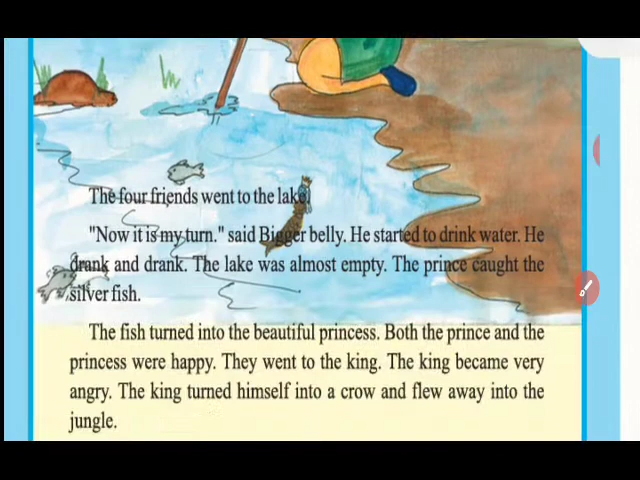 The four friends went to the lake.
"Now it is my turn." said Bigger belly. He started to drink water. He
drank and drank. The lake was almost empty. The prince caught the
silver fish.
The fish turned into the beautiful princess. Both the prince and the
princess were happy. They went to the king. The king became very
angry. The king turned himself into a crow and flew away into the
jungle.